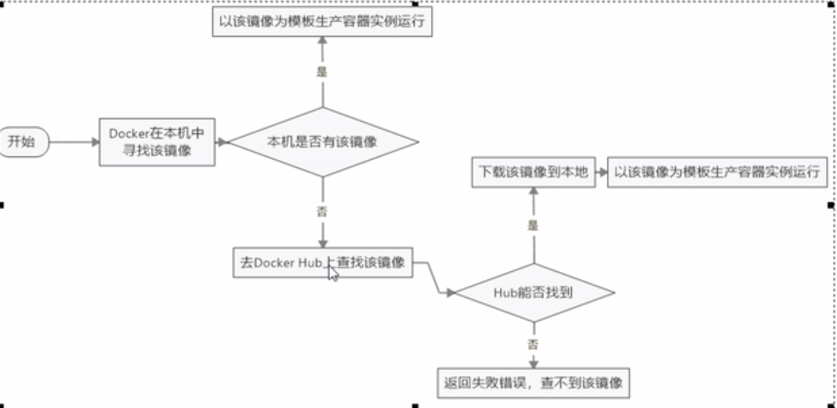 以该镜像为模板生产容器实例运行
是
开始
Docker在本机中
寻找该镜像
本机是否有该镜像
否
去Docker Hub上查找该镜像
下载该镜像到本地
以该镜像为模板生产容器实例运行
是
Hub能否找到
否
返回失败错误，查不到该镜像